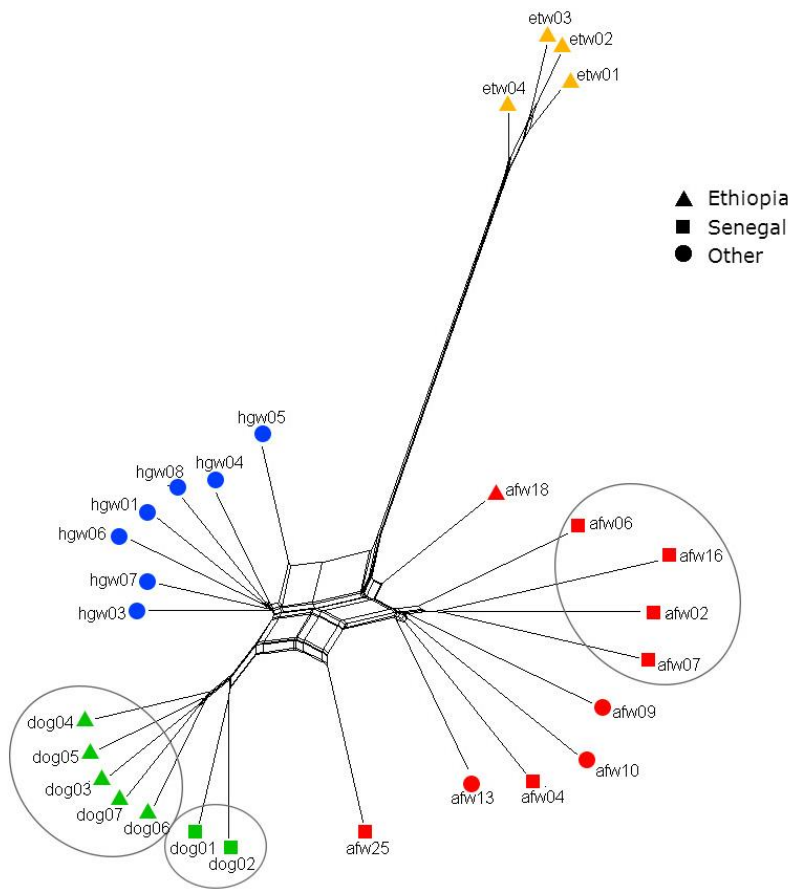 etw03
etw02
etw01
etw04
Ethiopia
Senegal
Other
hgw05
hgw08
hgw04
hgw01
hgw06
hgw07
hgw03
afw18
afw06
afw16
afw02
afw07
afw09
afw10
afw13
afw04
afw25
dog04
dog05
dog03
dog07
dog06
dog01
dog02